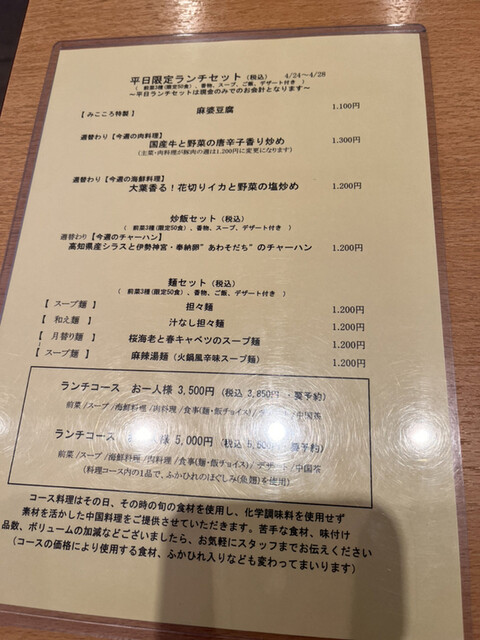 平日限定ランチセット（税込） 4/24～4/28
（ 前菜3種(限定50食) 、香物、スープ、ご飯、デザート付き ）
～平日ランチセットは現金のみでのお会計となります～
【 みこころ特製 】 麻婆豆腐 1.100円
週替わり【今週の肉料理】
国産牛と野菜の唐辛子香り炒め 1.300円
(主菜・肉料理が豚肉の週は1.200円に変更になります)
週替わり【今週の海鮮料理】
大葉香る！花切りイカと野菜の塩炒め 1.200円
炒飯セット（税込）
（ 前菜3種(限定50食) 、香物、スープ、デザート付き ）
週替わり【今週のチャーハン】
高知県産シラスと伊勢神宮・奉納卵”あわそだち”のチャーハン 1.200円
麺セット（税込）
（ 前菜3種(限定50食) 、香物、ご飯、デザート付き ）
【 スープ麺 】 担々麺 1.200円
【 和え麺 】 汁なし担々麺 1.200円
【 月替り麺 】 桜海老と春キャベツのスープ麺 1.200円
【 スープ麺 】 麻辣湯麺（火鍋風辛味スープ麺） 1.200円
ランチコース お一人様 3,500円（税込 3,850円 ・要予約）
前菜 /スープ /海鮮料理 /肉料理 /食事(麺・飯チョイス) /デザート /中国茶
ランチコース 様 5,000円（税込 5,500円 ・要予約）
前菜 /スープ /海鮮料理 /肉料理 /食事(麺・飯チョイス) / デザート /中国茶
(料理コース内の1品で、ふかひれのほぐしみ(魚翅)を使用)
コース料理はその日、その時の旬の食材を使用し、化学調味料を使用せず
素材を活かした中国料理をご提供させていただきます。苦手な食材、味付け
品数、ボリュームの加減などございましたら、お気軽にスタッフまでお伝えください
（コースの価格により使用する食材、ふかひれ入りなども変わってまいります）